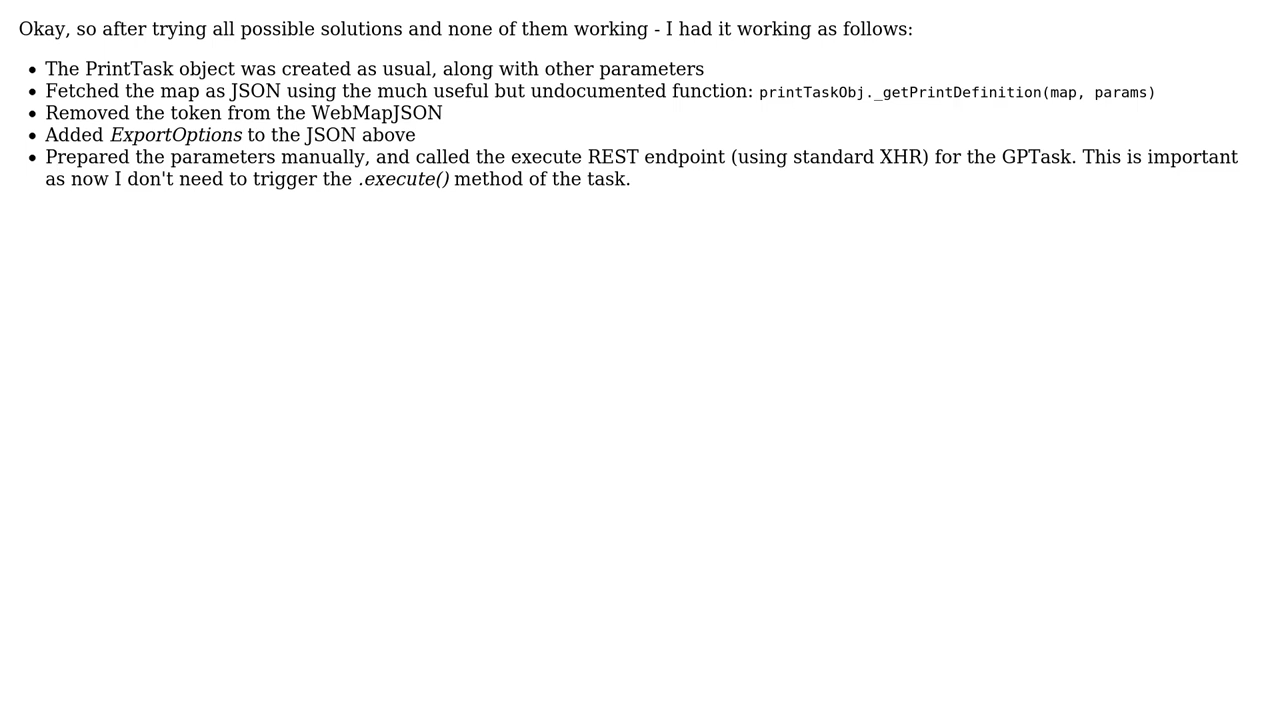 Okay, so after trying all possible solutions and none of them working - I had it working as follows:
• The PrintTask object was created as usual, along with other parameters
• Fetched the map as JSON using the much useful but undocumented function: printTaskObj._getPrintDefinition(map, params)
• Removed the token from the WebMapJSON
• Added ExportOptions to the JSON above
• Prepared the parameters manually, and called the execute REST endpoint (using standard XHR) for the GPTask. This is important
as now I don't need to trigger the .execute() method of the task.